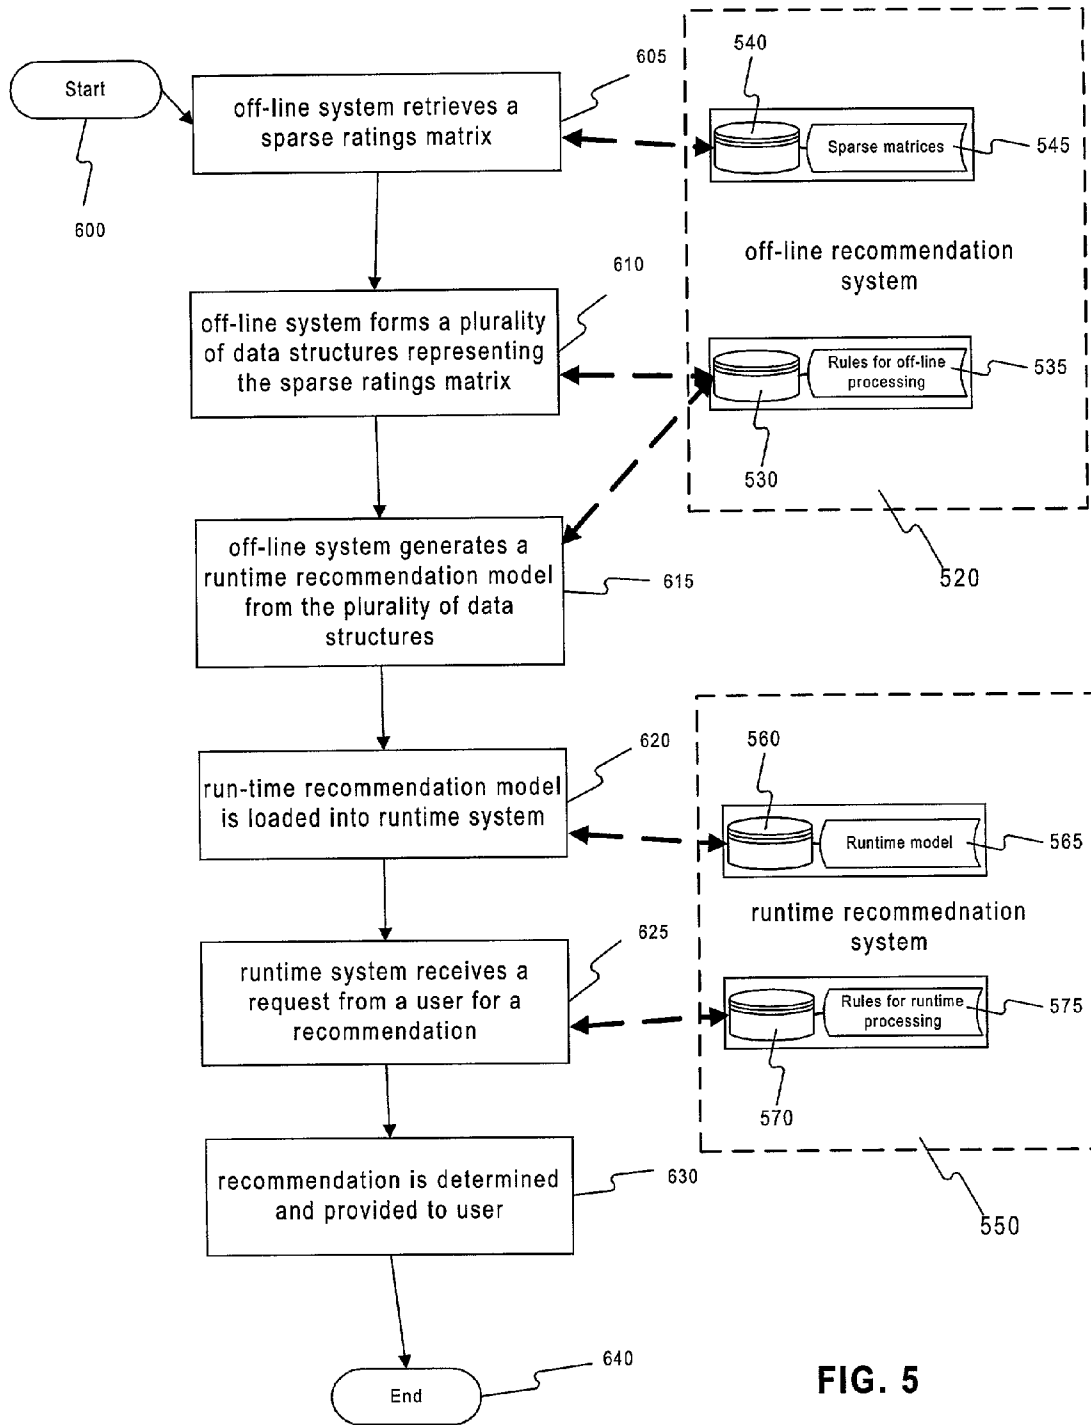 Start
600
off-line system retrieves a
sparse ratings matrix
605
540
Sparse matrices
545
off-line recommendation
system
off-line system forms a plurality
of data structures representing
the sparse ratings matrix
610
Rules for off-line
processing
535
530
520
off-line system generates a
runtime recommendation model
from the plurality of data
structures
615
run-time recommendation model
is loaded into runtime system
620
560
Runtime model
565
runtime recommednation
system
runtime system receives a
request from a user for a
recommendation
625
Rules for runtime
processing
575
570
550
recommendation is determined
and provided to user
630
End
640
FIG. 5